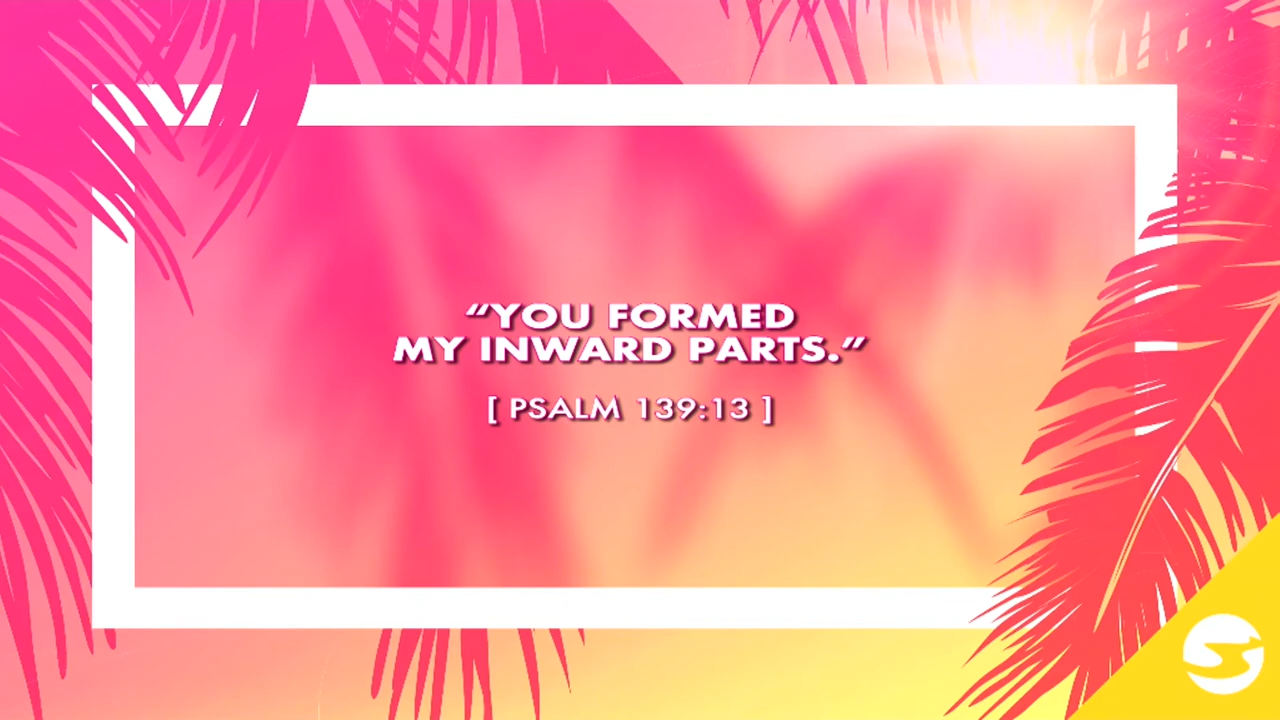 “YOU FORMED
MY INWARD PARTS.”
[ PSALM 139:13 ]